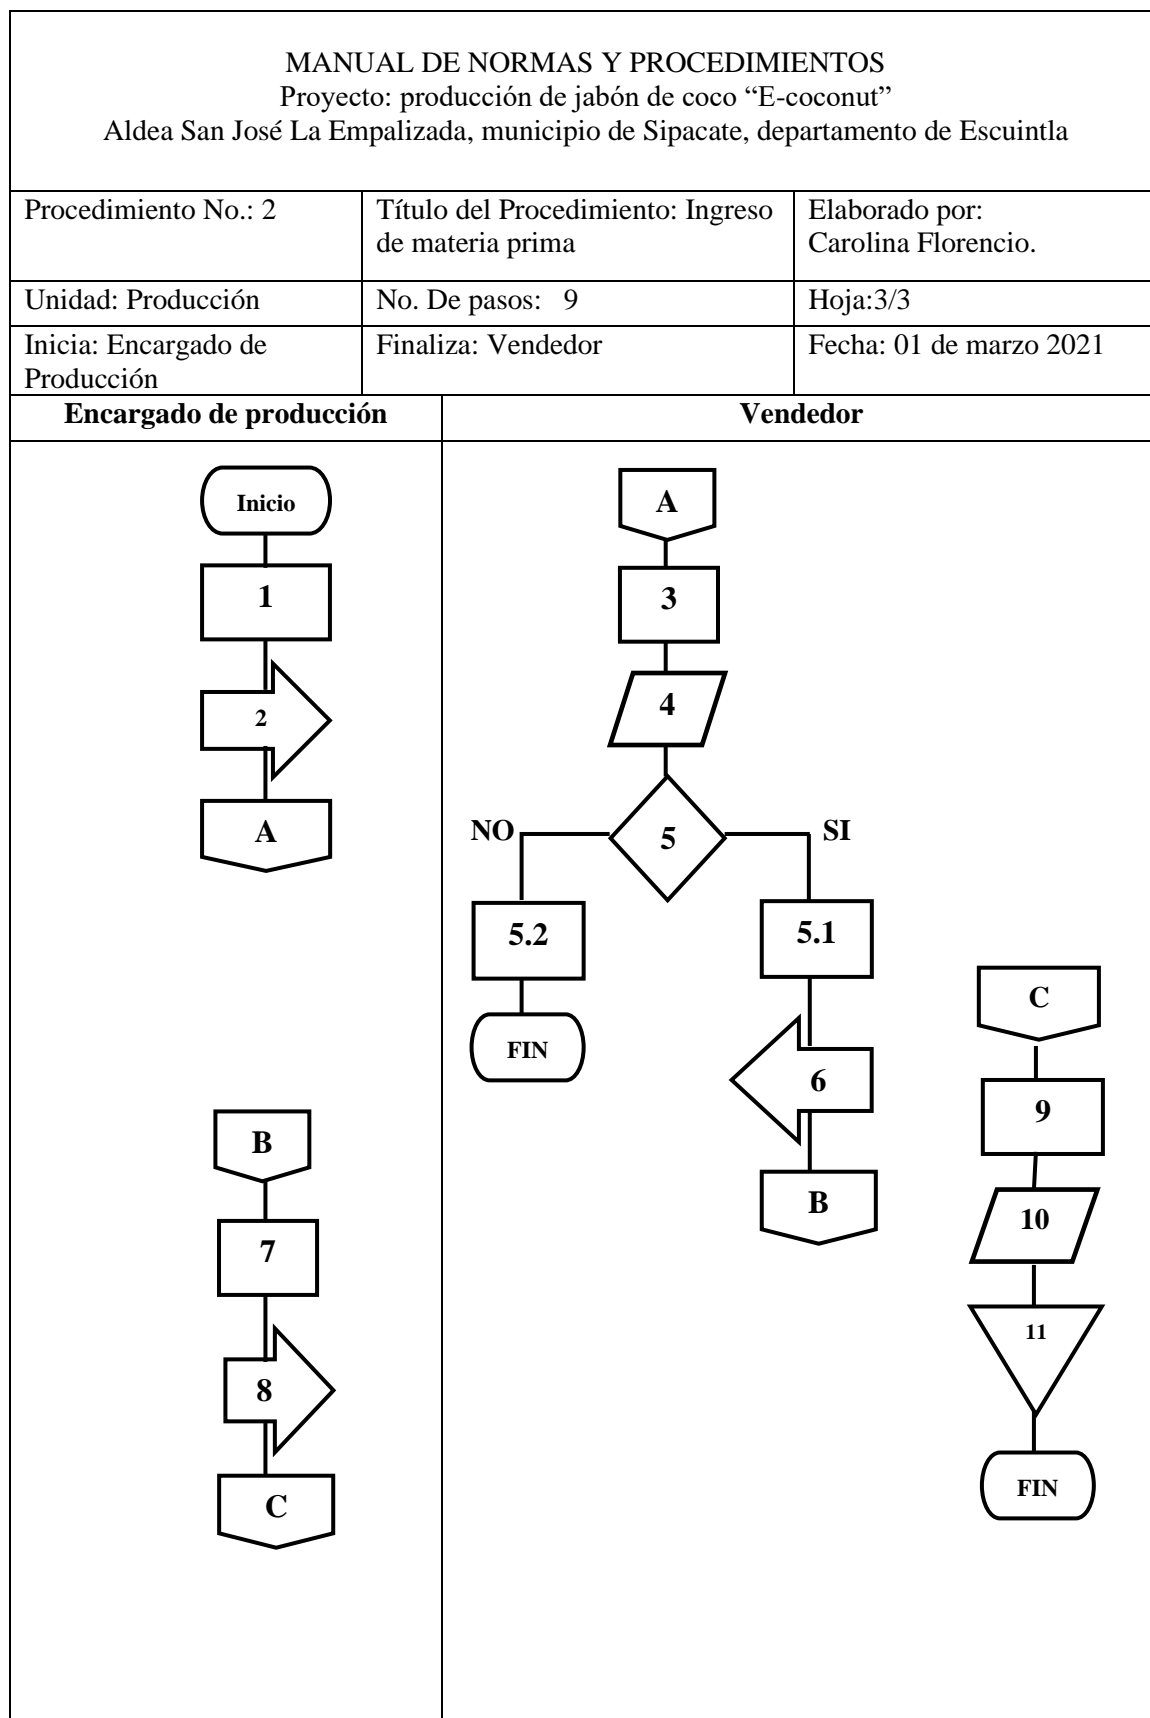 MANUAL DE NORMAS Y PROCEDIMIENTOS
Proyecto: producción de jabón de coco “E-coconut”
Aldea San José La Empalizada, municipio de Sipacate, departamento de Escuintla
Procedimiento No.: 2
Título del Procedimiento: Ingreso
de materia prima
Elaborado por:
Carolina Florencio.
Unidad: Producción
No. De pasos: 9
Hoja:3/3
Inicia: Encargado de
Producción
Finaliza: Vendedor
Fecha: 01 de marzo 2021
Encargado de producción
Vendedor
Inicio
1
2
A
B
7
8
C
A
3
4
5
NO
SI
5.2
FIN
5.1
6
B
C
9
10
11
FIN